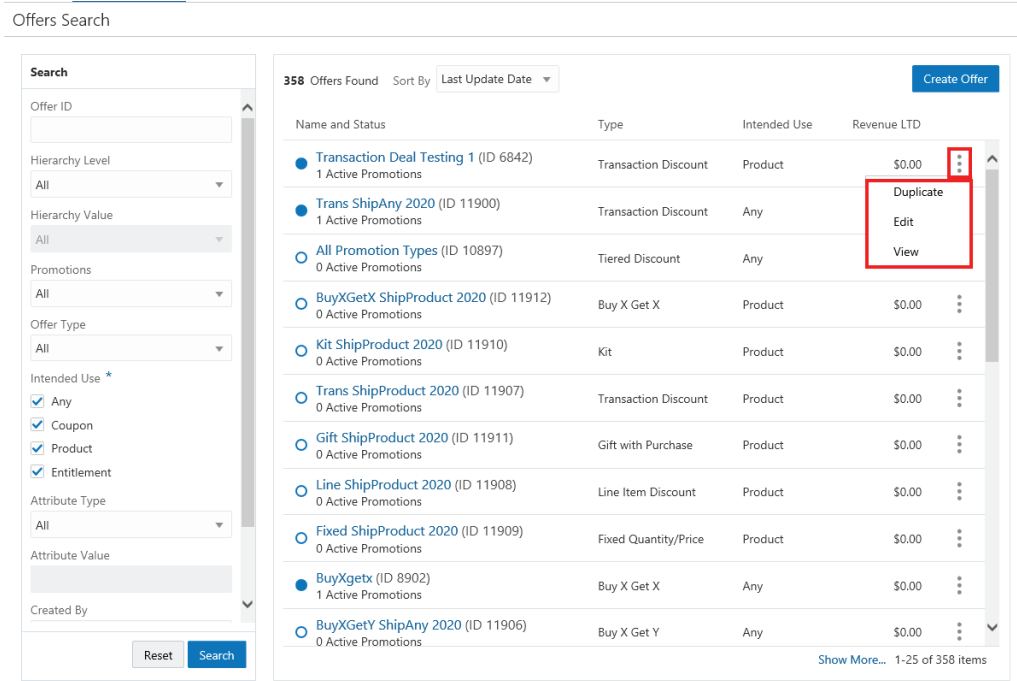 Offers Search
Search
Offer ID
Hierarchy Level
All
Hierarchy Value
All
Promotions
All
Offer Type
All
Intended Use *
Any
Coupon
Product
Entitlement
Attribute Type
All
Attribute Value
Created By
Reset Search
358 Offers Found Sort By Last Update Date Create Offer
Name and Status Type Intended Use Revenue LTD
Transaction Deal Testing 1 (ID 6842)
1 Active Promotions
Transaction Discount Product $0.00
Duplicate
Edit
View
Trans ShipAny 2020 (ID 11900)
1 Active Promotions
Transaction Discount Any
All Promotion Types (ID 10897)
0 Active Promotions
Tiered Discount Any
BuyXGetX ShipProduct 2020 (ID 11912)
0 Active Promotions
Buy X Get X Product $0.00
Kit ShipProduct 2020 (ID 11910)
0 Active Promotions
Kit Product $0.00
Trans ShipProduct 2020 (ID 11907)
0 Active Promotions
Transaction Discount Product $0.00
Gift ShipProduct 2020 (ID 11911)
0 Active Promotions
Gift with Purchase Product $0.00
Line ShipProduct 2020 (ID 11908)
0 Active Promotions
Line Item Discount Product $0.00
Fixed ShipProduct 2020 (ID 11909)
0 Active Promotions
Fixed Quantity/Price Product $0.00
BuyXgetx (ID 8902)
1 Active Promotions
Buy X Get X Any $0.00
BuyXGetY ShipAny 2020 (ID 11906)
0 Active Promotions
Buy X Get Y Any $0.00
Show More... 1-25 of 358 items